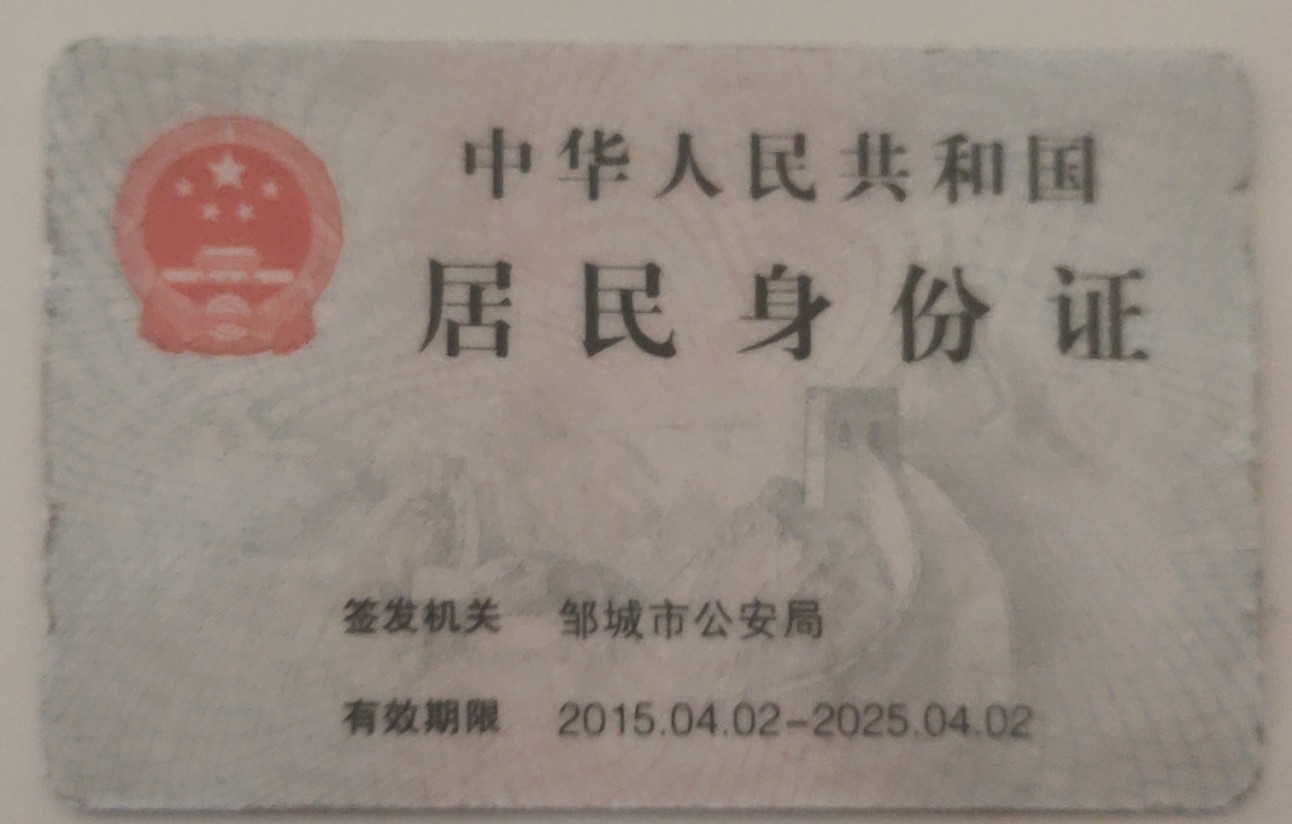 中华人民共和国
居民身份证
签发机关 邹城市公安局
有效期限 2015.04.02-2025.04.02